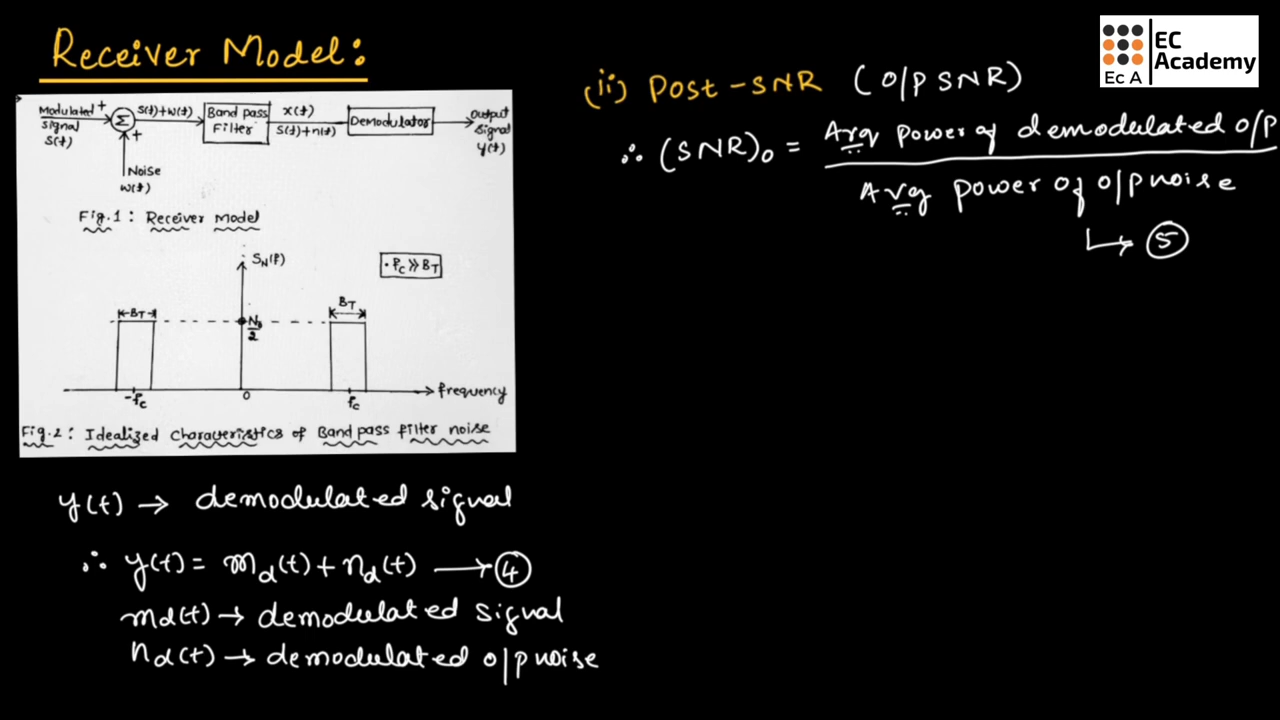 Receiver Model:
Modulated +
signal
s(t)
Σ
+
s(t)+w(t)
Band pass
Filter
x(t)
s(t)+n(t)
Demodulator
Output
signal
y(t)
Noise
w(t)
Fig.1: Receiver Model
S_N(f)
• f_c ≫ B_T
B_T
N_0/2
B_T
-f_c
0
f_c
frequency
Fig.2: Idealized Characteristics of Band pass filter noise
y(t) → demodulated signal
∴ y(t) = m_d(t) + n_d(t) → ④
m_d(t) → demodulated signal
n_d(t) → demodulated o/p noise
(ii) Post-SNR (O/P SNR)
∴ (SNR)_0 = Avg power of demodulated o/p
Avg power of o/p noise
→ ⑤
EC
Academy
Ec A